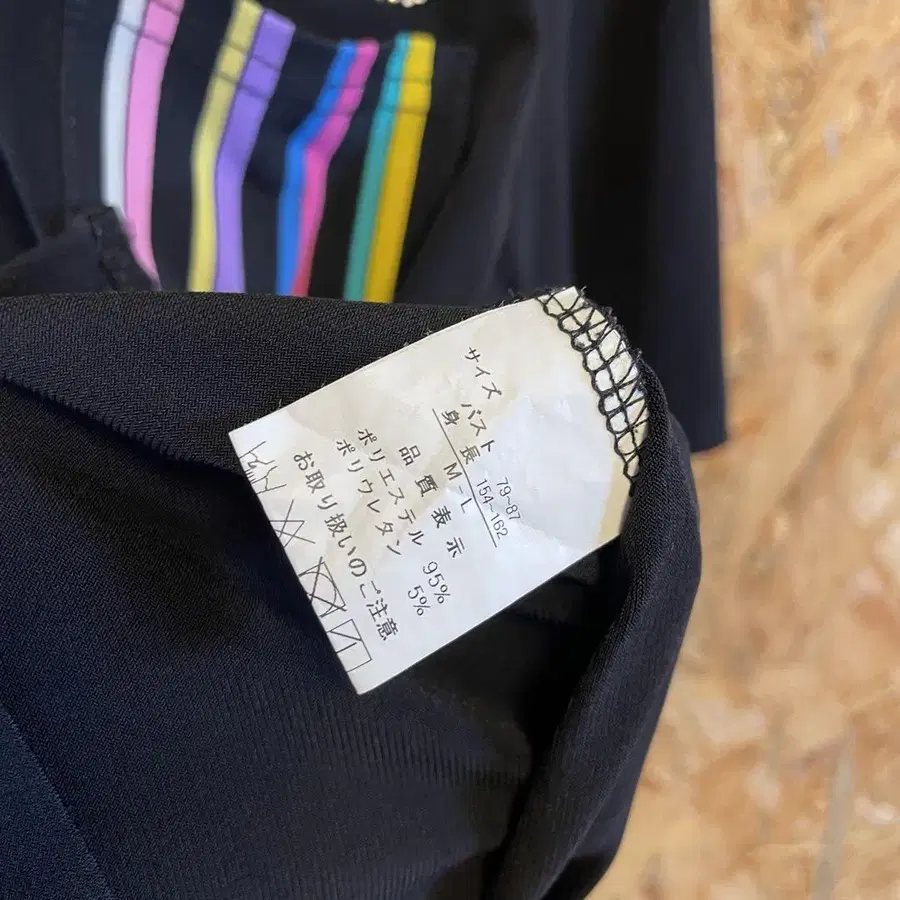 サイズ
バスト 79~87
身長 154~162
M-L
品質表示
ポリエステル 95%
ポリウレタン 5%
お取り扱いのご注意